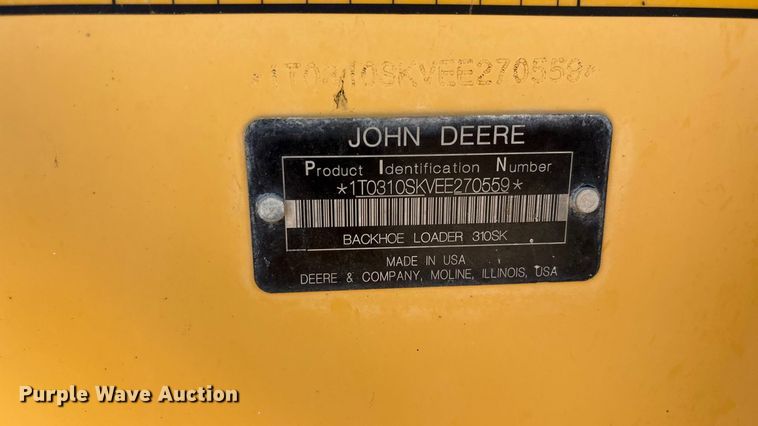 *1T0310SKVEE270559*
JOHN DEERE
Product Identification Number
*1T0310SKVEE270559*
BACKHOE LOADER 310SK
MADE IN USA
DEERE & COMPANY, MOLINE, ILLINOIS, USA
Purple Wave Auction